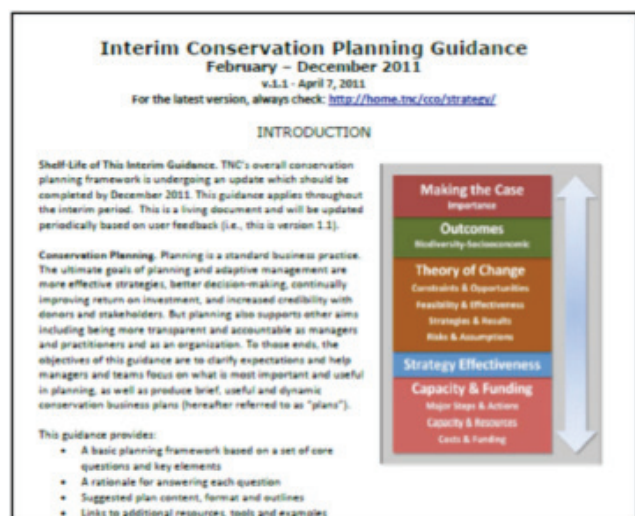 Interim Conservation Planning Guidance
February – December 2011
v.1.1 - April 7, 2011
For the latest version, always check: http://home.tnc/cco/strategy/
INTRODUCTION
Shelf-Life of This Interim Guidance. TNC's overall conservation
planning framework is undergoing an update which should be
completed by December 2011. This guidance applies throughout
the interim period. This is a living document and will be updated
periodically based on user feedback (i.e., this is version 1.1).
Conservation Planning. Planning is a standard business practice.
The ultimate goals of planning and adaptive management are
more effective strategies, better decision-making, continually
improving return on investment, and increased credibility with
donors and stakeholders. But planning also supports other aims
including being more transparent and accountable as managers
and practitioners and as an organization. To those ends, the
objectives of this guidance are to clarify expectations and help
managers and teams focus on what is most important and useful
in planning, as well as produce brief, useful and dynamic
conservation business plans (hereafter referred to as "plans").
This guidance provides:
• A basic planning framework based on a set of core
questions and key elements
• A rationale for answering each question
• Suggested plan content, format and outlines
• Links to additional resources, tools and examples
Making the Case
Importance
Outcomes
Biodiversity-Socioeconomic
Theory of Change
Constraints & Opportunities
Feasibility & Effectiveness
Strategies & Results
Risks & Assumptions
Strategy Effectiveness
Capacity & Funding
Major Steps & Actions
Capacity & Resources
Costs & Funding